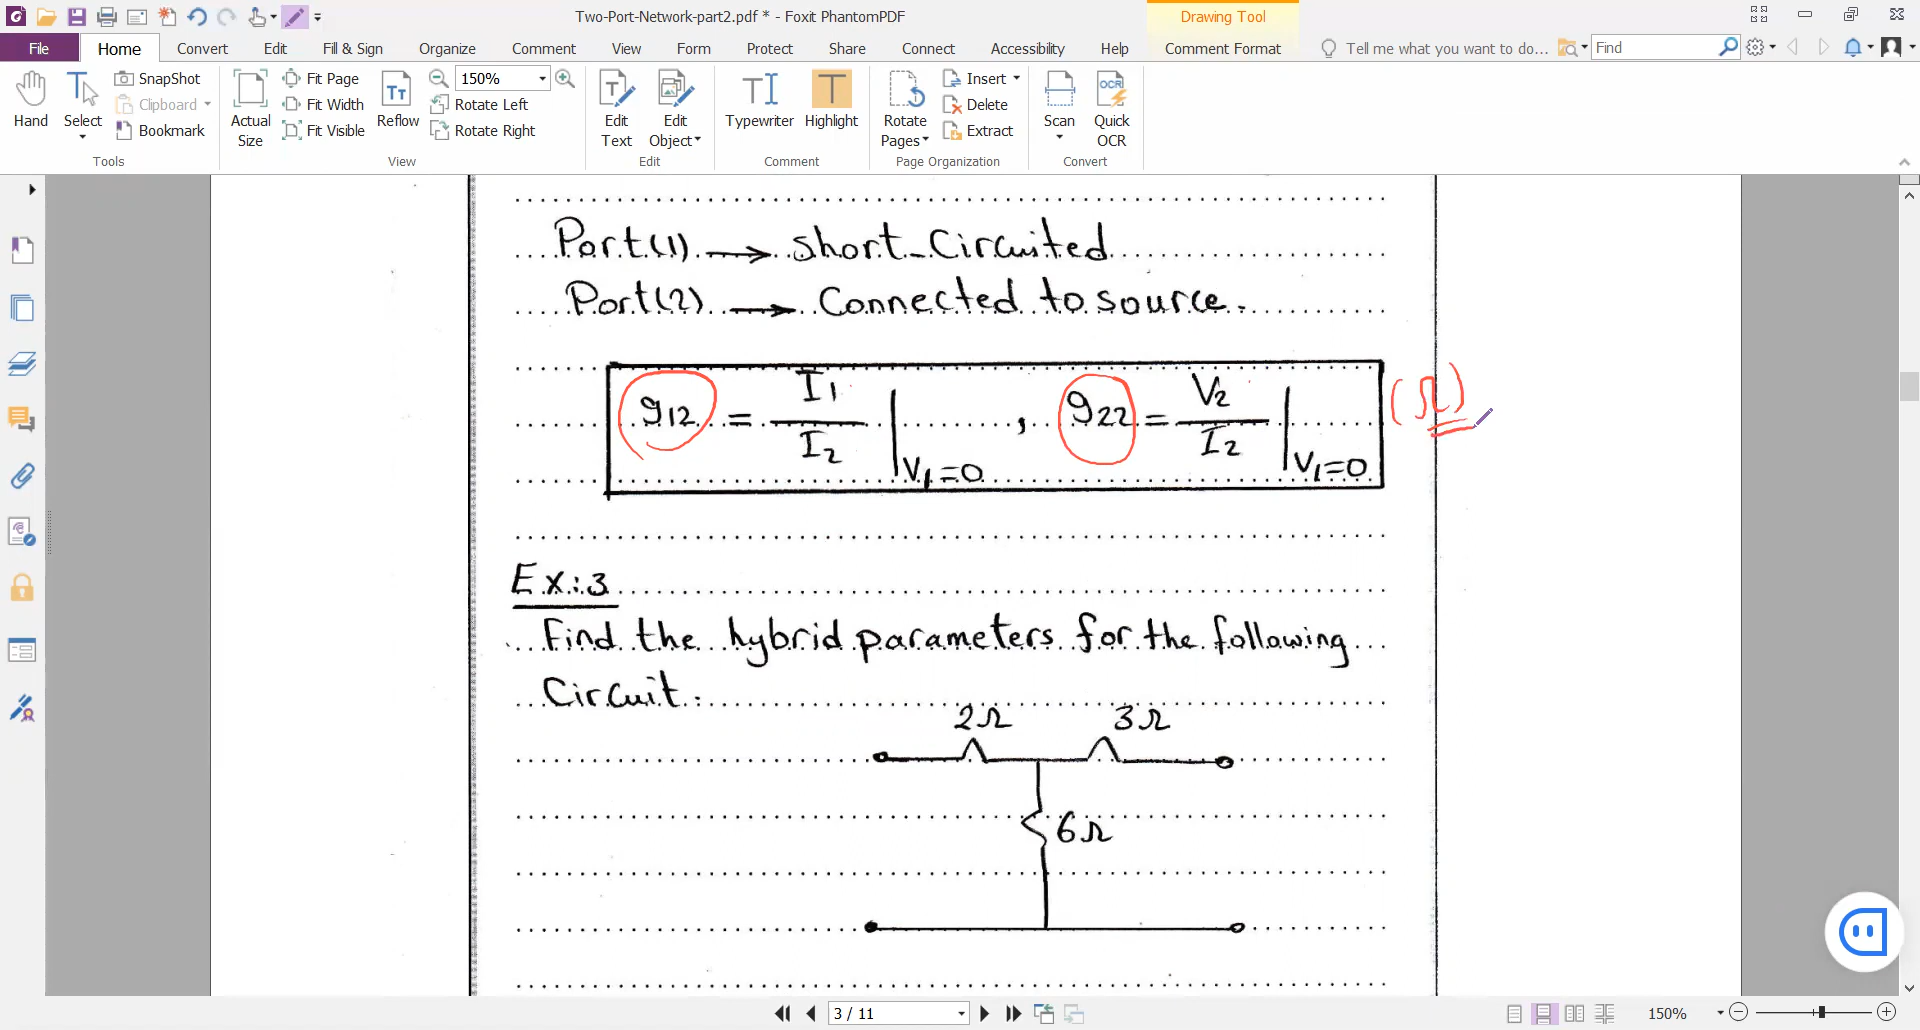 Two-Port-Network-part2.pdf * - Foxit PhantomPDF
Drawing Tool
File Home Convert Edit Fill & Sign Organize Comment View Form Protect Share Connect Accessibility Help Comment Format Tell me what you want to do... Find
Hand
Select
SnapShot
Clipboard
Bookmark
Tools
Actual Size
Fit Page
Fit Width
Fit Visible
Reflow
150%
Rotate Left
Rotate Right
View
Edit Text
Edit Object
Edit
Typewriter
Highlight
Comment
Rotate Pages
Insert
Delete
Extract
Page Organization
Scan
Quick OCR
Convert
Port(1) → short-Circuited
Port(2) → Connected to source.
g12 = I1 / I2 | V1=0 , g22 = V2 / I2 | V1=0 (Ω)
Ex:3
Find the hybrid parameters for the following
Circuit.
2Ω 3Ω
6Ω
3 / 11
150%